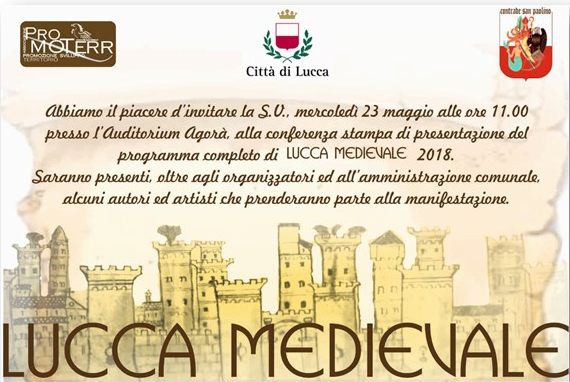 PRO
MOTERR
PROMOZIONE SVILUPPO
TERRITORIO
Città di Lucca
contrade san paolino
Abbiamo il piacere d'invitare la S.V., mercoledì 23 maggio alle ore 11.00
presso l'Auditorium Agorà, alla conferenza stampa di presentazione del
programma completo di LUCCA MEDIEVALE 2018.
Saranno presenti, oltre agli organizzatori ed all'amministrazione comunale,
alcuni autori ed artisti che prenderanno parte alla manifestazione.
LUCCA MEDIEVALE